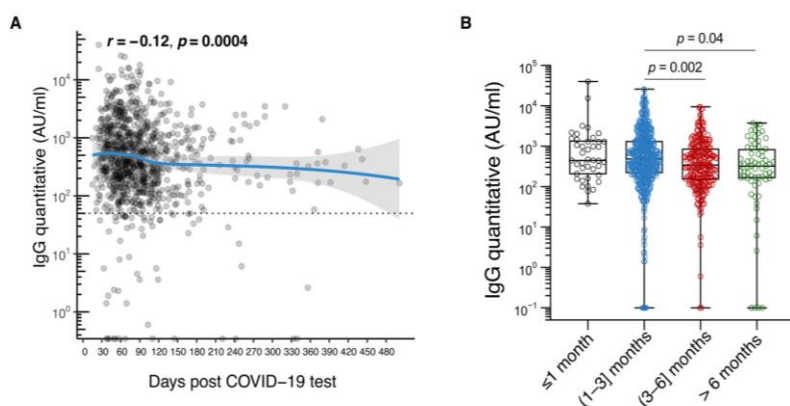 A
r = −0.12, p = 0.0004
IgG quantitative (AU/ml)
10⁴
10³
10²
10¹
10⁰
0 30 60 90 120 150 180 210 240 270 300 330 360 390 420 450 480
Days post COVID−19 test
B
p = 0.04
p = 0.002
IgG quantitative (AU/ml)
10⁵
10⁴
10³
10²
10¹
10⁰
10⁻¹
≤1 month
(1−3] months
(3−6] months
> 6 months